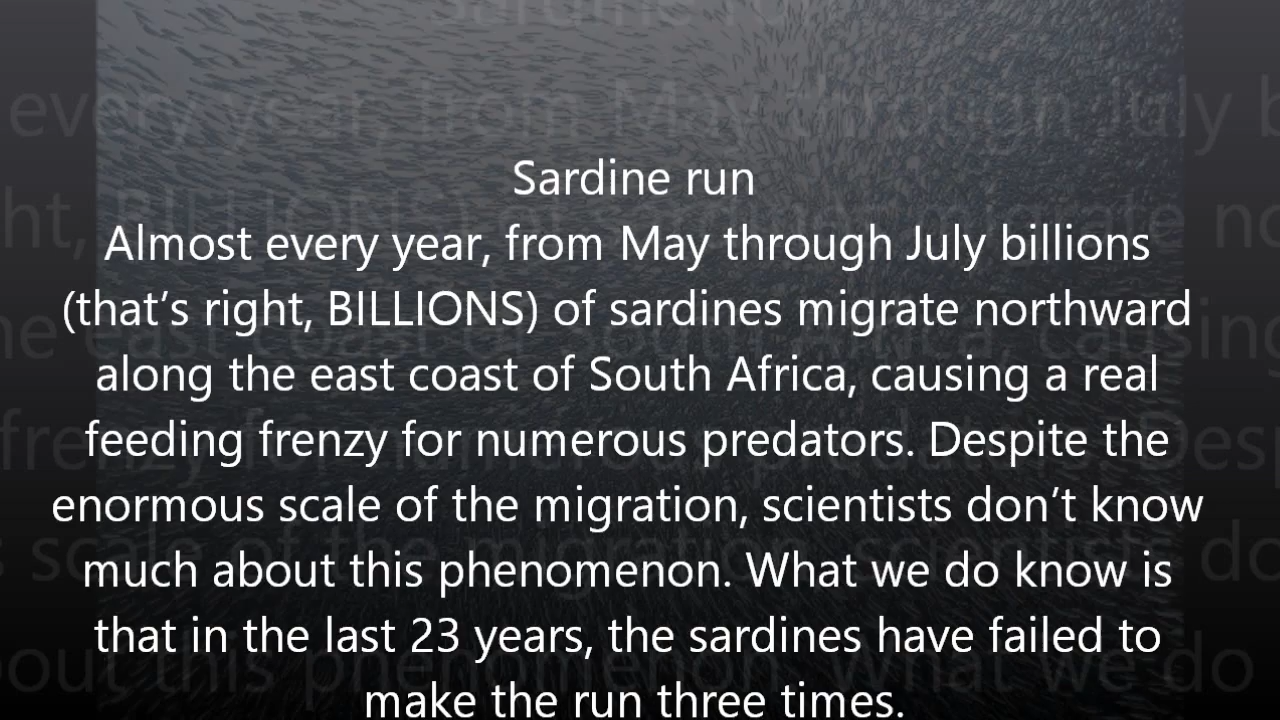 Sardine run
Almost every year, from May through July billions
(that’s right, BILLIONS) of sardines migrate northward
along the east coast of South Africa, causing a real
feeding frenzy for numerous predators. Despite the
enormous scale of the migration, scientists don’t know
much about this phenomenon. What we do know is
that in the last 23 years, the sardines have failed to
make the run three times.